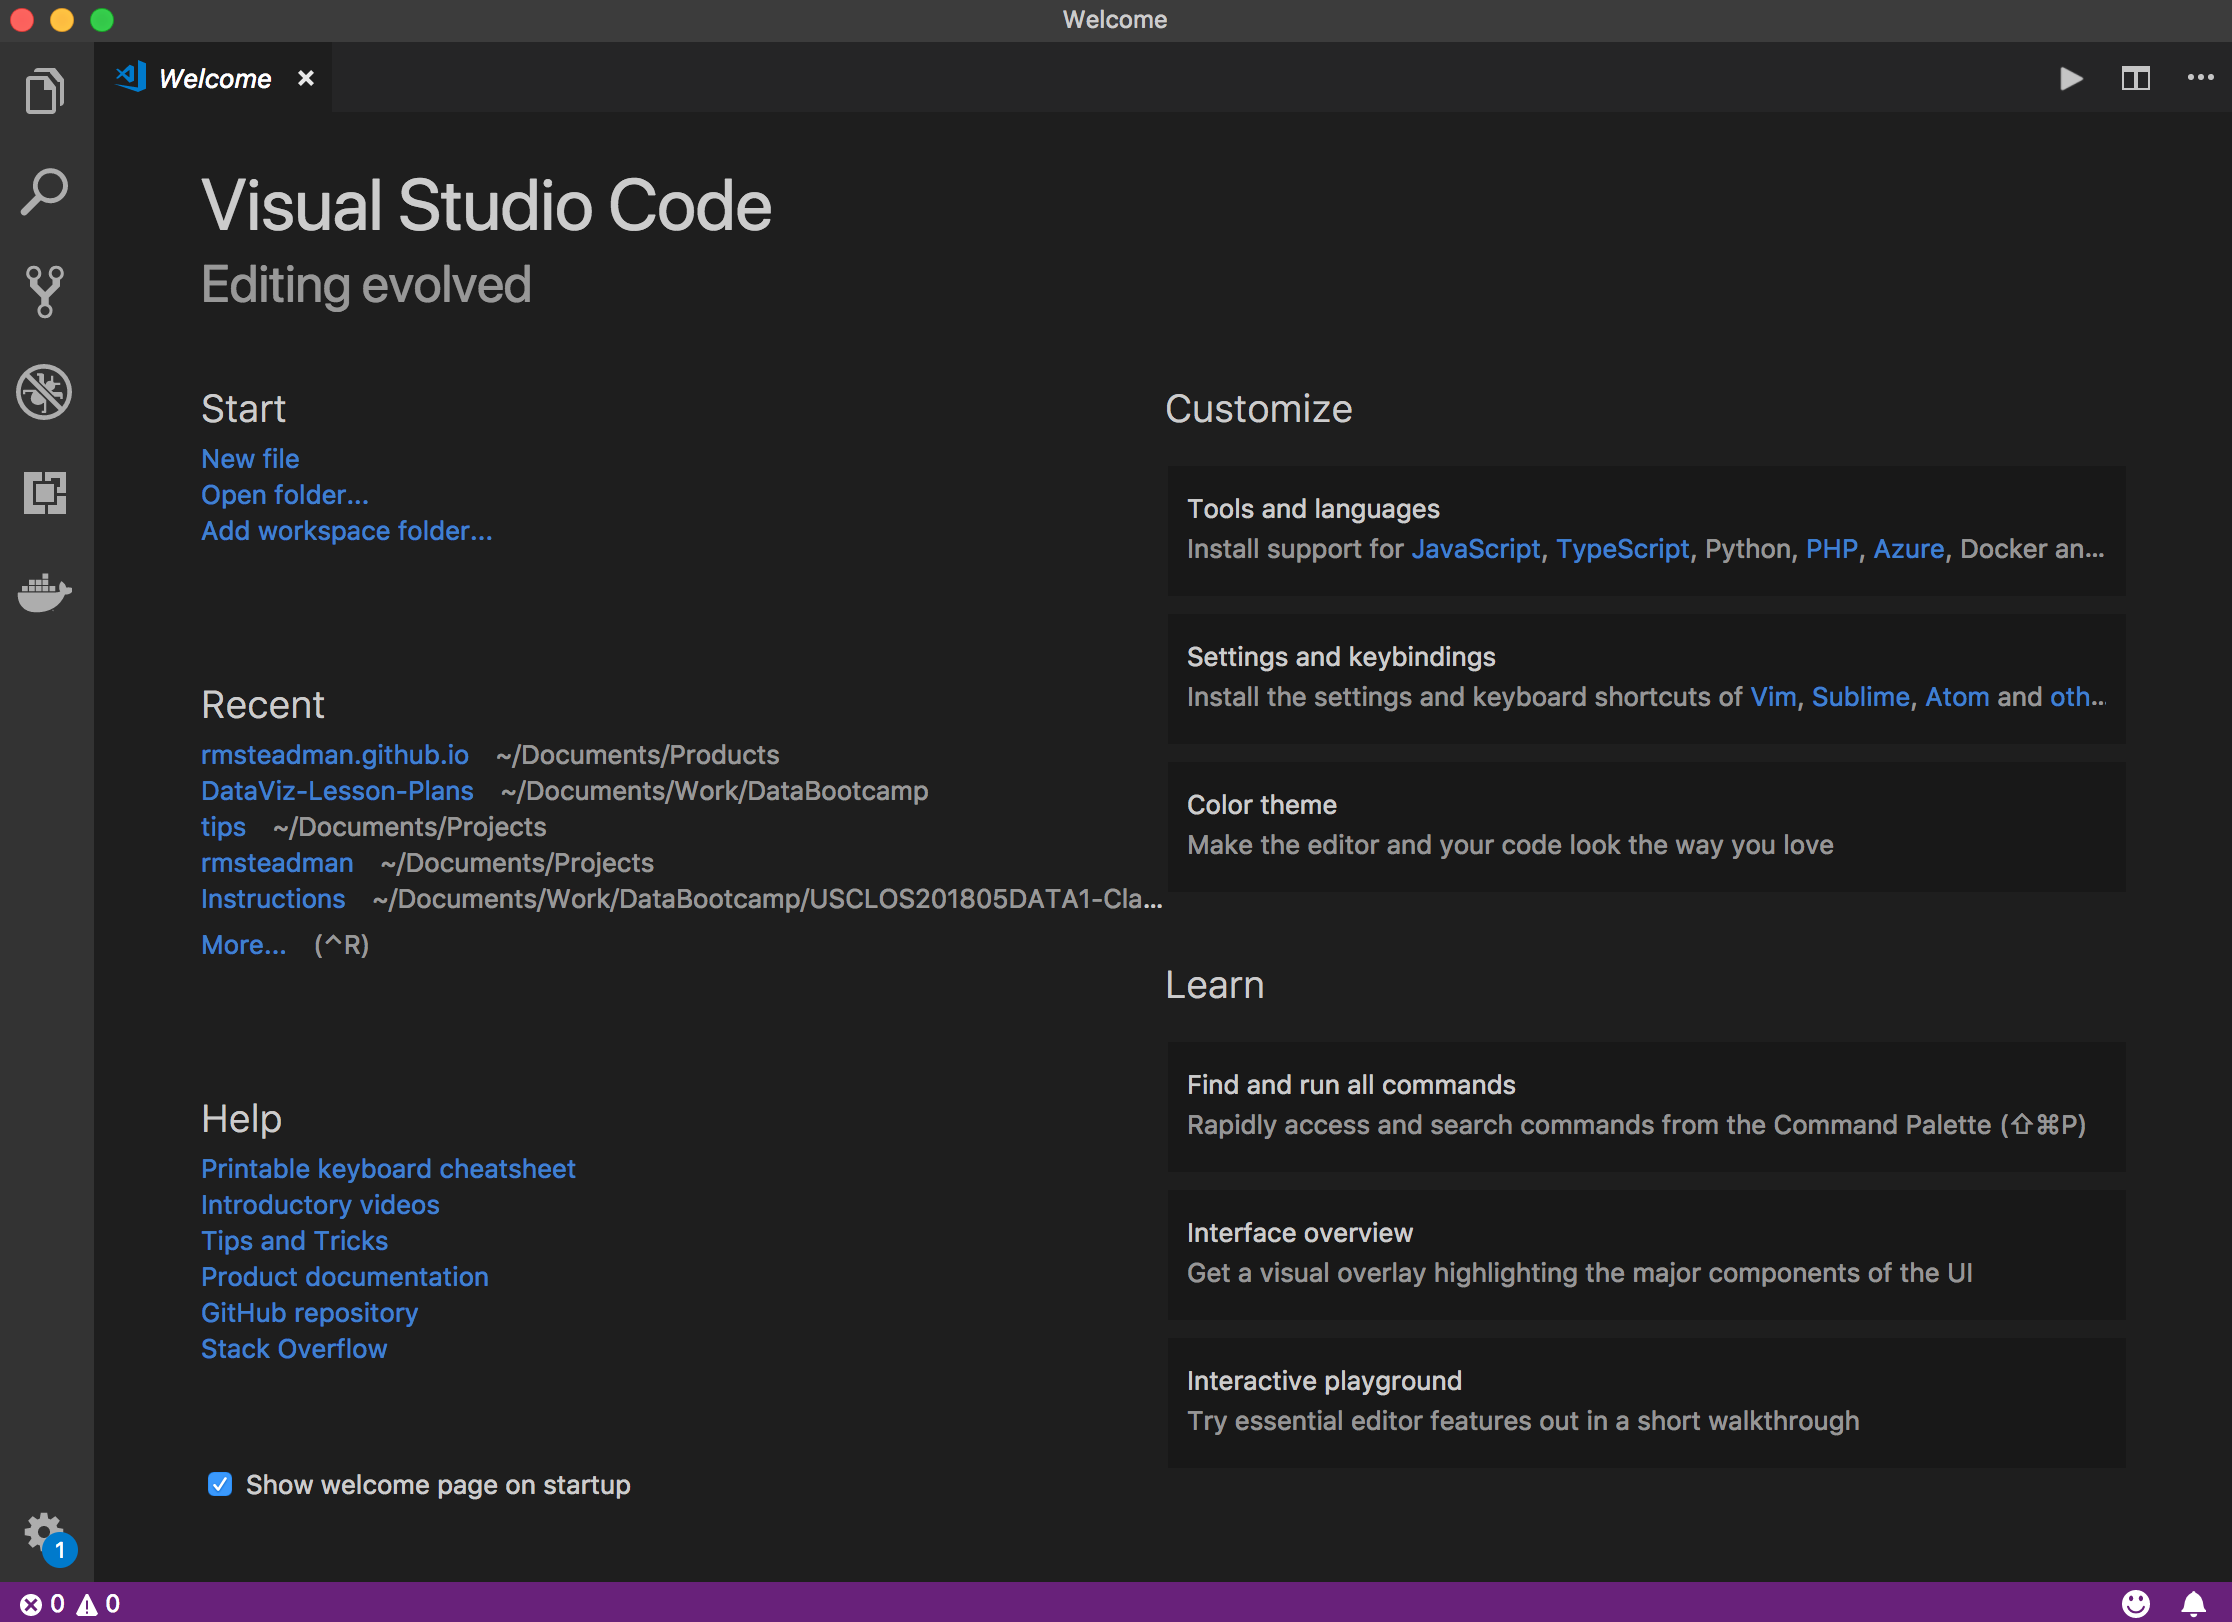 Welcome
Welcome
Visual Studio Code
Editing evolved
Start
New file
Open folder...
Add workspace folder...
Recent
rmsteadman.github.io ~/Documents/Products
DataViz-Lesson-Plans ~/Documents/Work/DataBootcamp
tips ~/Documents/Projects
rmsteadman ~/Documents/Projects
Instructions ~/Documents/Work/DataBootcamp/USCLOS201805DATA1-Cla...
More... (^R)
Help
Printable keyboard cheatsheet
Introductory videos
Tips and Tricks
Product documentation
GitHub repository
Stack Overflow
Show welcome page on startup
Customize
Tools and languages
Install support for JavaScript, TypeScript, Python, PHP, Azure, Docker an...
Settings and keybindings
Install the settings and keyboard shortcuts of Vim, Sublime, Atom and oth...
Color theme
Make the editor and your code look the way you love
Learn
Find and run all commands
Rapidly access and search commands from the Command Palette (⇧⌘P)
Interface overview
Get a visual overlay highlighting the major components of the UI
Interactive playground
Try essential editor features out in a short walkthrough
1
0 0